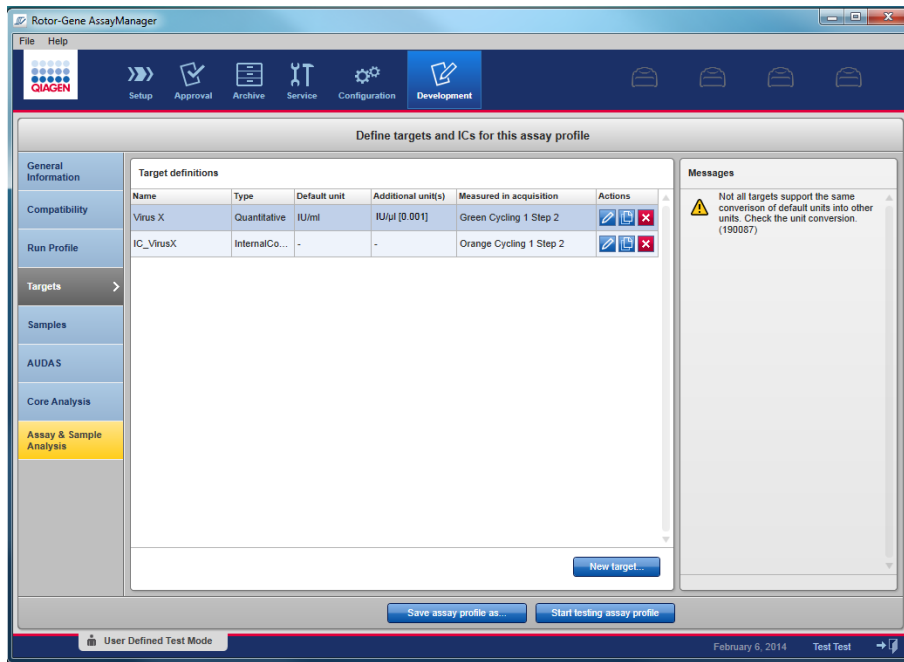 Rotor-Gene AssayManager
File Help
QIAGEN
Setup Approval Archive Service Configuration Development
Define targets and ICs for this assay profile
General
Information
Compatibility
Run Profile
Targets
Samples
AUDAS
Core Analysis
Assay & Sample
Analysis
Target definitions
Name Type Default unit Additional unit(s) Measured in acquisition Actions
Virus X Quantitative IU/ml IU/µl [0.001] Green Cycling 1 Step 2
IC_VirusX InternalCo... - - Orange Cycling 1 Step 2
New target...
Messages
Not all targets support the same
converison of default units into other
units. Check the unit conversion.
(190087)
Save assay profile as... Start testing assay profile
User Defined Test Mode
February 6, 2014 Test Test